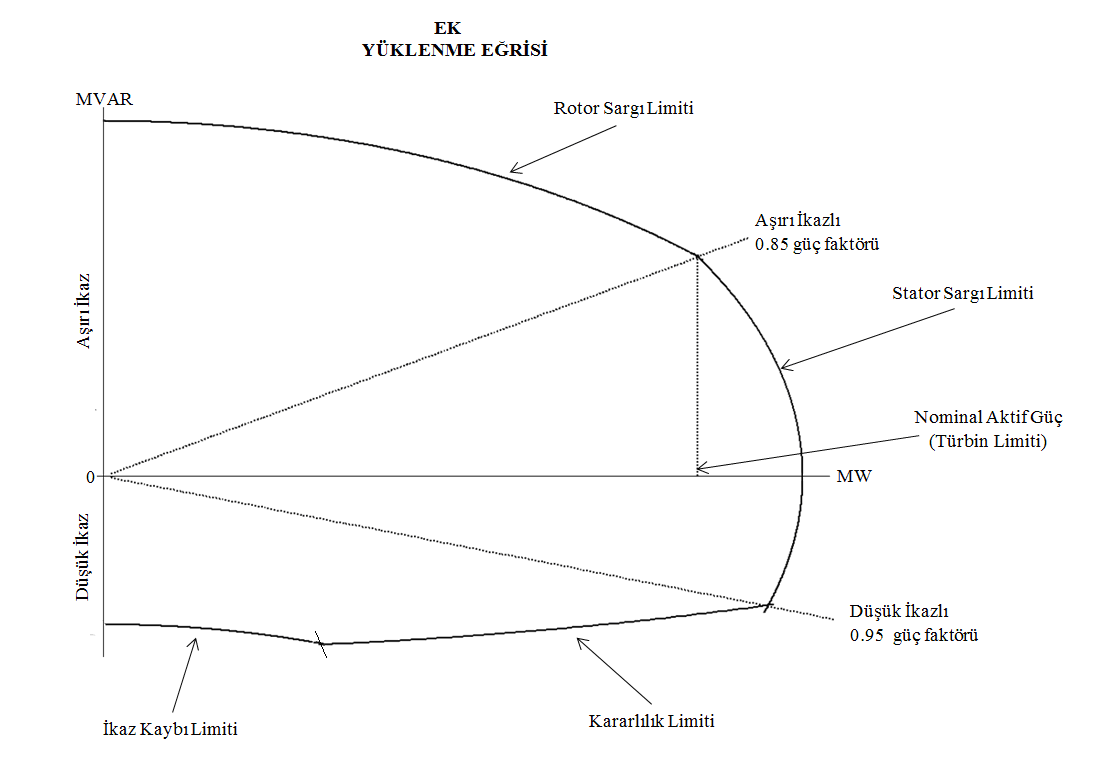 EK
YÜKLENME EĞRİSİ
MVAR
Rotor Sargı Limiti
Aşırı İkazlı
0.85 güç faktörü
Aşırı İkaz
Stator Sargı Limiti
Nominal Aktif Güç
(Türbin Limiti)
0
MW
Düşük İkaz
Düşük İkazlı
0.95 güç faktörü
İkaz Kaybı Limiti
Kararlılık Limiti